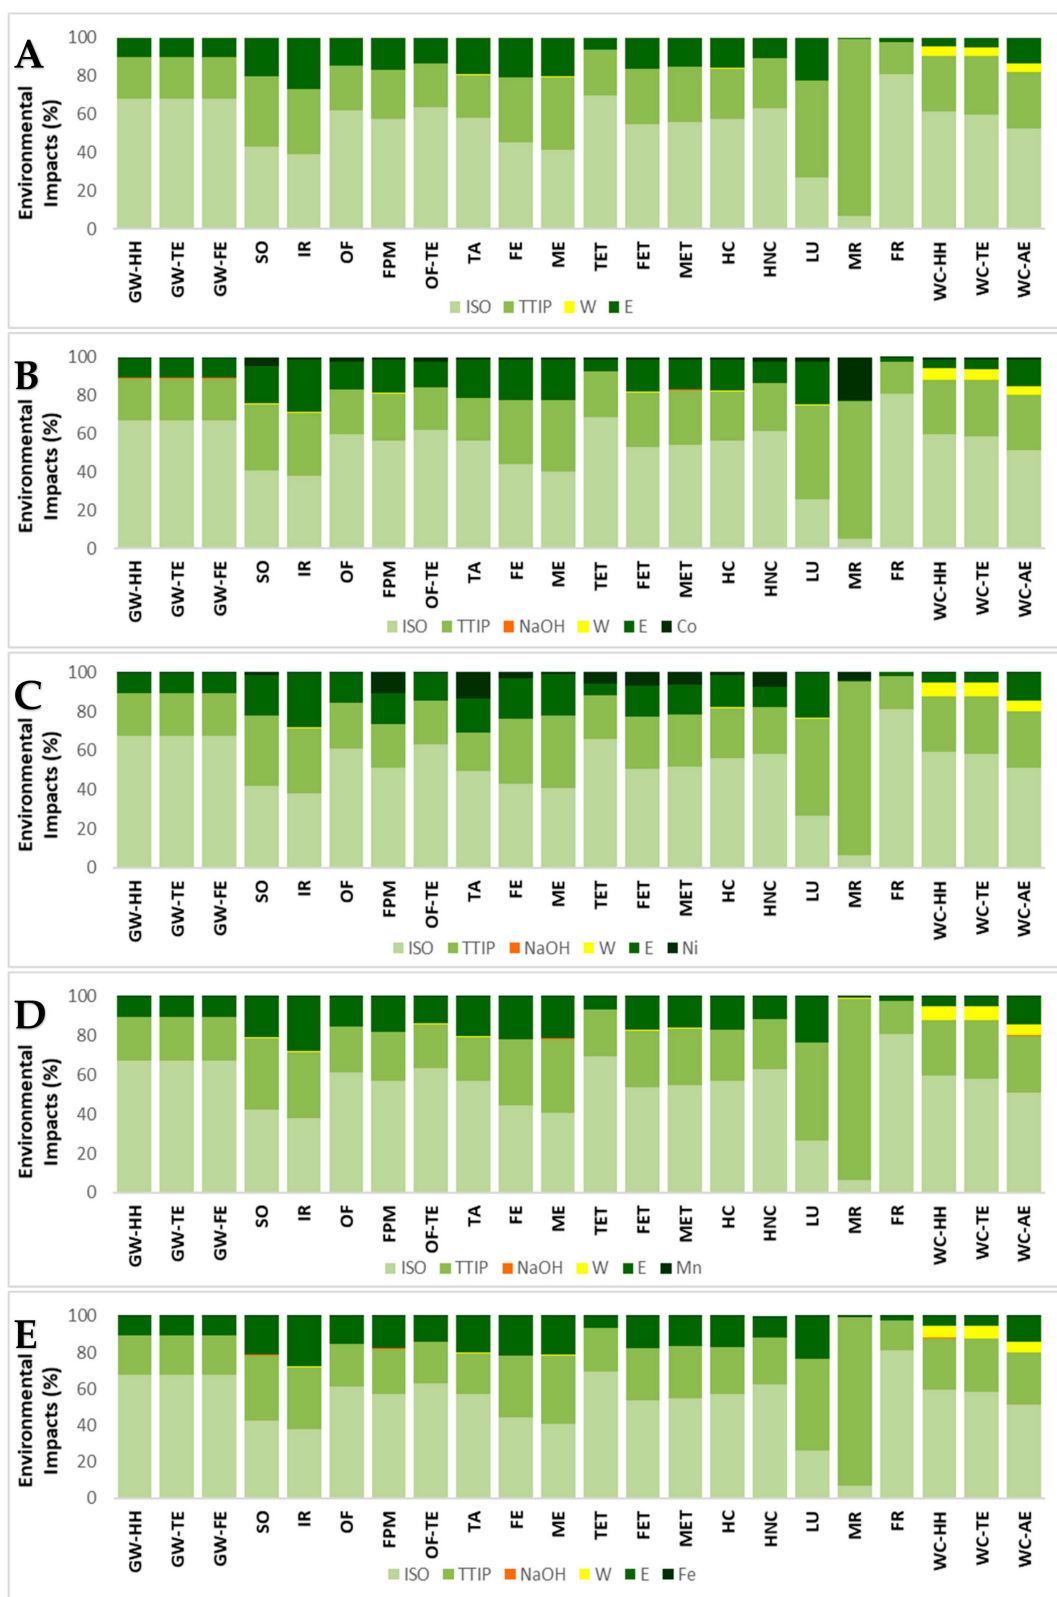 A
Environmental
Impacts (%)
100
80
60
40
20
0
GW-HH
GW-TE
GW-FE
SO
IR
OF
FPM
OF-TE
TA
FE
ME
TET
FET
MET
HC
HNC
LU
MR
FR
WC-HH
WC-TE
WC-AE
ISO TTIP W E
B
Environmental
Impacts (%)
100
80
60
40
20
0
GW-HH
GW-TE
GW-FE
SO
IR
OF
FPM
OF-TE
TA
FE
ME
TET
FET
MET
HC
HNC
LU
MR
FR
WC-HH
WC-TE
WC-AE
ISO TTIP NaOH W E Co
C
Environmental
Impacts (%)
100
80
60
40
20
0
GW-HH
GW-TE
GW-FE
SO
IR
OF
FPM
OF-TE
TA
FE
ME
TET
FET
MET
HC
HNC
LU
MR
FR
WC-HH
WC-TE
WC-AE
ISO TTIP NaOH W E Ni
D
Environmental
Impacts (%)
100
80
60
40
20
0
GW-HH
GW-TE
GW-FE
SO
IR
OF
FPM
OF-TE
TA
FE
ME
TET
FET
MET
HC
HNC
LU
MR
FR
WC-HH
WC-TE
WC-AE
ISO TTIP NaOH W E Mn
E
Environmental
Impacts (%)
100
80
60
40
20
0
GW-HH
GW-TE
GW-FE
SO
IR
OF
FPM
OF-TE
TA
FE
ME
TET
FET
MET
HC
HNC
LU
MR
FR
WC-HH
WC-TE
WC-AE
ISO TTIP NaOH W E Fe